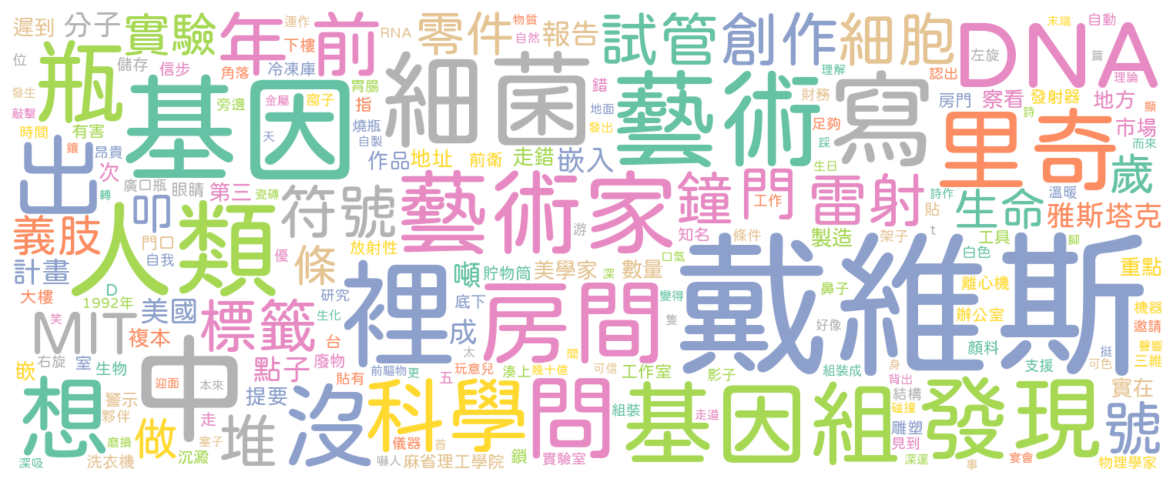 遲到 分子 實驗 年 前 運作 RNA 零件 物質 自然 報告 試管 創作 細胞 末端 自動 DNA
位 儲存 信步 下樓 角落 冷凍庫 理解 認出 左旋 篇 理論
發生 瓶 基因 旁邊 金屬 窗子 胃腸 指 細菌 錯 地面 藝術 財務 寫 房門 察看 發射器 地方
敲擊 時間 有害 天 燒瓶 自製 發出 足夠 踩 里奇 詩 顯 市場 而來
出 鑲 昂貴 次 廣口瓶 眼睛 第三 作品 地址 前衛 走錯 嵌入 生日 詩作 溫暖 歲
轉 瓷磚 符號 藝術家 鐘 門 工作 雷射 貼 生命 雅斯塔克
義肢 人類 叩 門口 自我 優 條 放射性 游 知名 條件 製造 架子 t 工具 白色 腳
計畫 大樓 D 1992年 美國 研究 底下 噸 貯物筒 美學家 數量 口氣 深 變得 鼻子 離心機 重點
MIT 笑 複本 標籤 生化 台 裡 成 房間 隻 戴維斯 好像 辦公室 機器 邀請
嵌 右旋 室 生物 中 點子 廢物 前驅物 更 太 玩意兒 湊上 幾十億 間 可信 工作室 影子 身 組裝成 顏料 支援 挺 聲響 三維 可色
想 警示 夥伴 迎面 本來 提要 貼有 五 科學 問 組裝 走道 基因組 背出 結構 碰撞 雕塑 發現 實在 號
深吸 磨損 洗衣機 做 走 沉澱 塞子 堆 沒 嚇人 儀器 首 麻省理工學院 鎖 實驗室 見到 深邃 事 宴會 物理學家